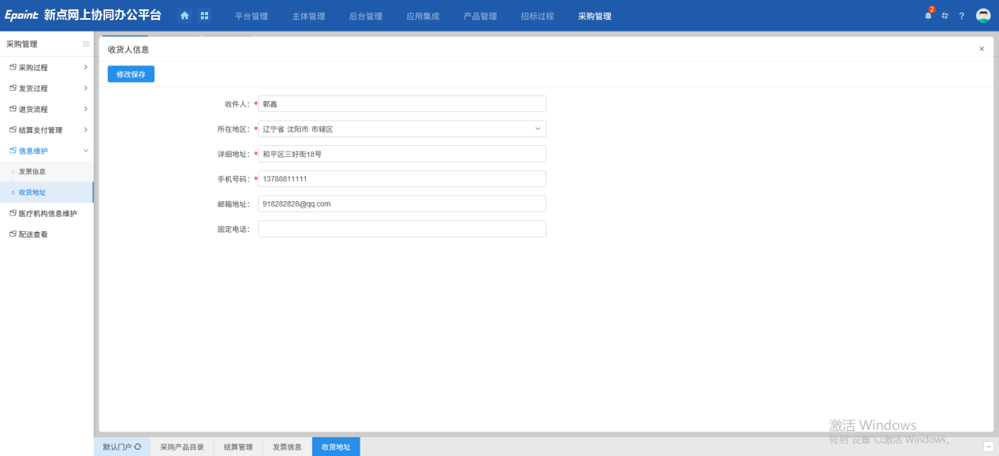 Epoint 新点网上协同办公平台 平台管理 主体管理 后台管理 应用集成 产品管理 招标过程 采购管理 2 ?
采购管理
采购过程
发货过程
退货流程
结算支付管理
信息维护
发票信息
收货地址
医疗机构信息维护
配送查看
收货人信息 ×
修改保存
收件人: * 郭鑫
所在地区: * 辽宁省·沈阳市·市辖区
详细地址: * 和平区三好街18号
手机号码: * 13788811111
邮箱地址: 918282828@qq.com
固定电话:
激活 Windows
转到"设置"以激活 Windows。
默认门户 采购产品目录 结算管理 发票信息 收货地址